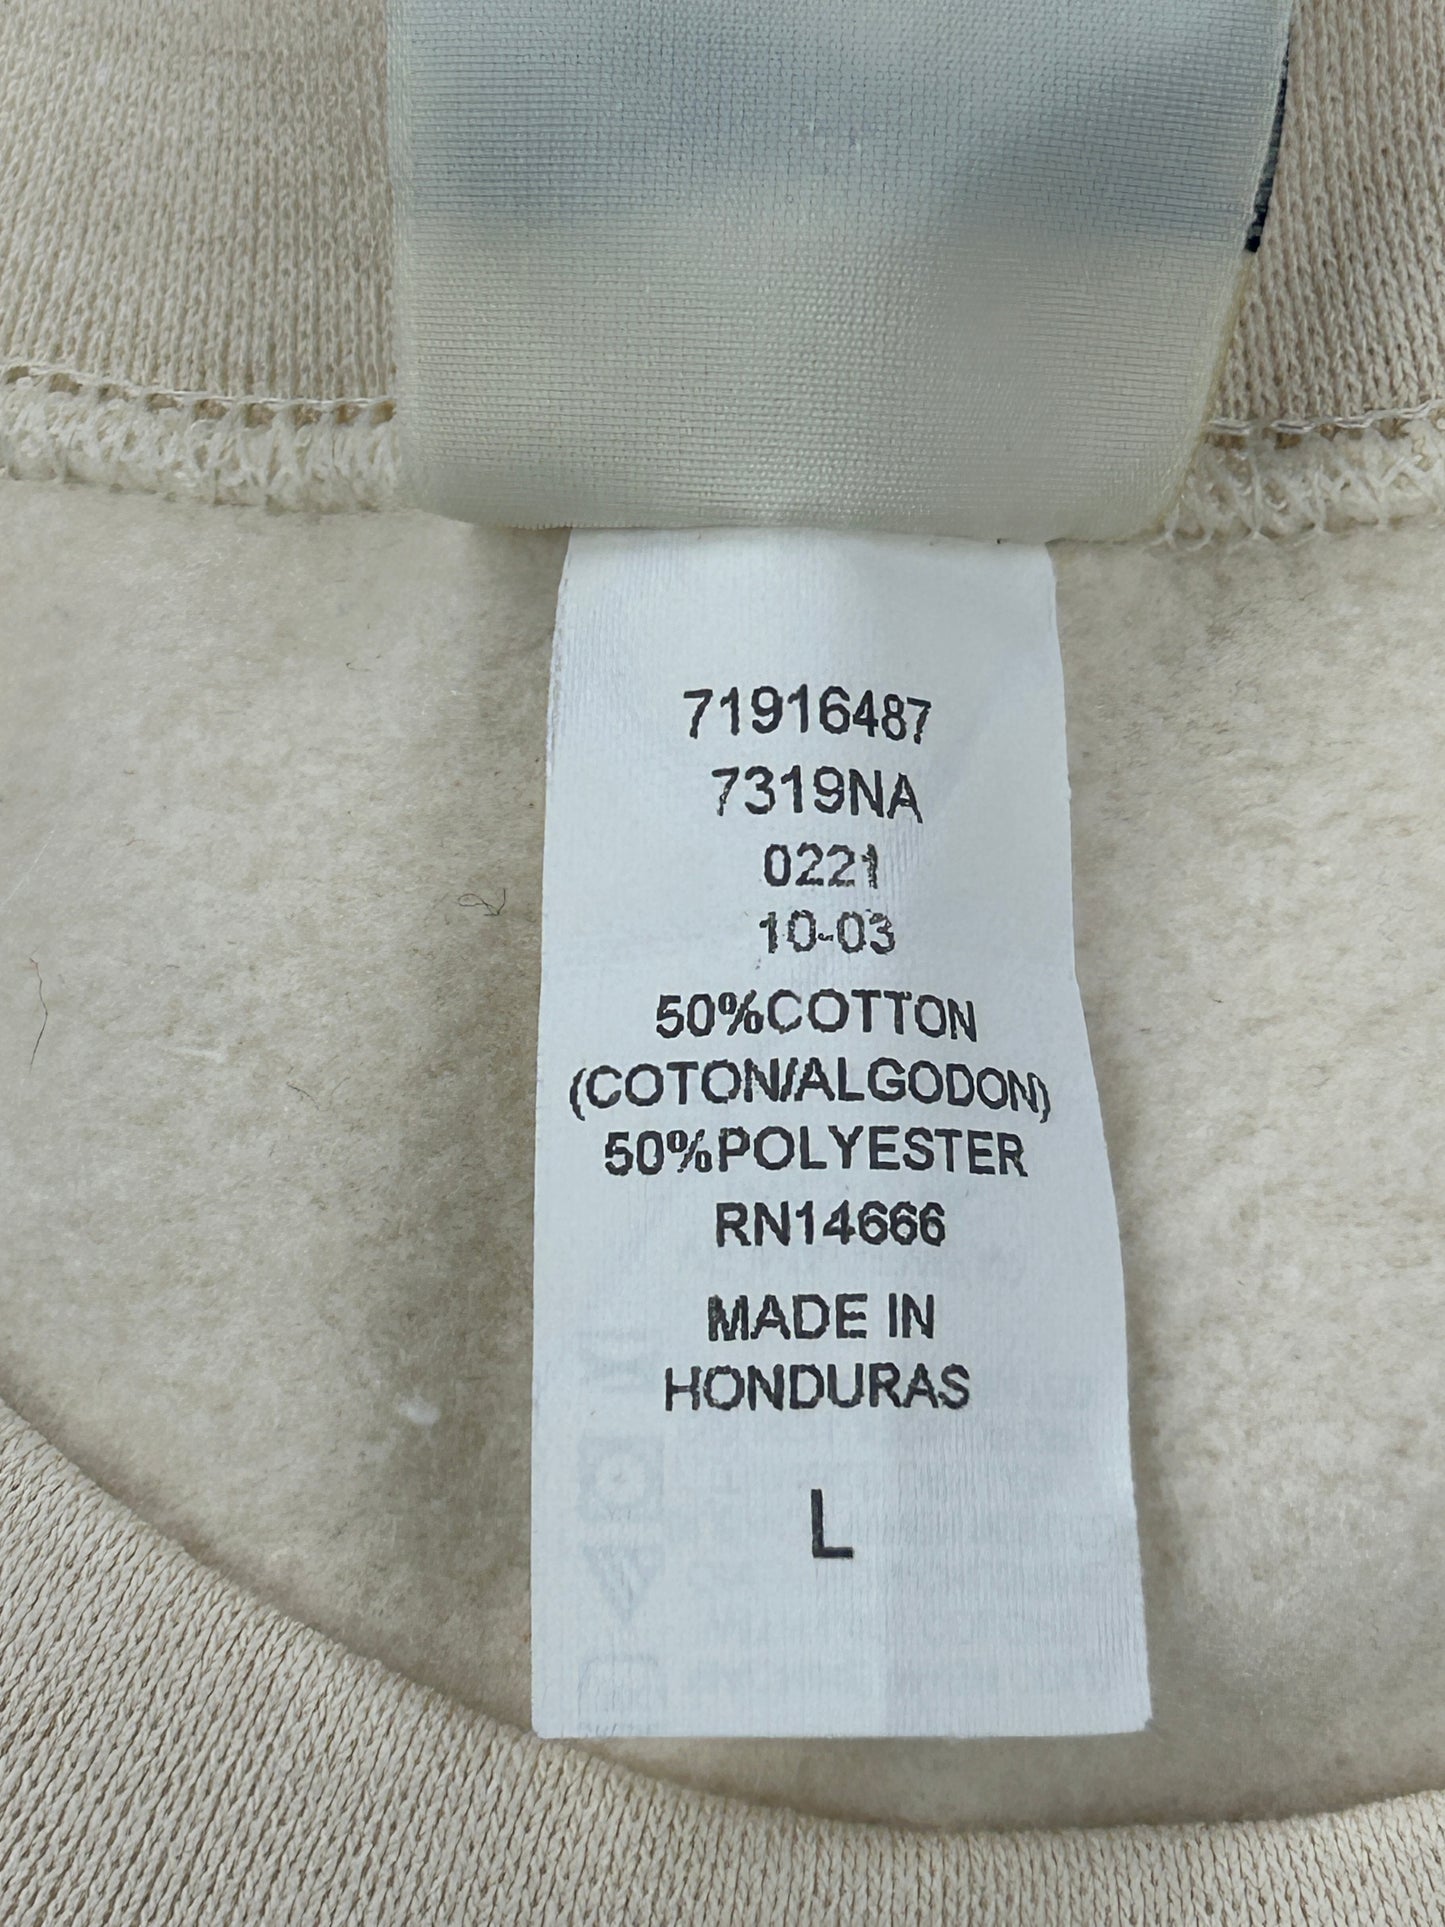 71916487
7319NA
0221
10-03
50%COTTON
(COTON/ALGODON)
50%POLYESTER
RN14666
MADE IN
HONDURAS
L